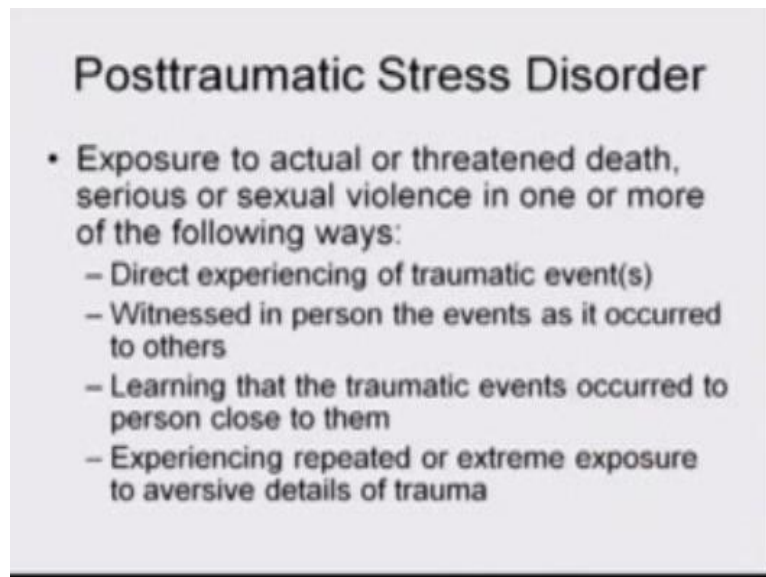 Posttraumatic Stress Disorder
• Exposure to actual or threatened death,
serious or sexual violence in one or more
of the following ways:
– Direct experiencing of traumatic event(s)
– Witnessed in person the events as it occurred
to others
– Learning that the traumatic events occurred to
person close to them
– Experiencing repeated or extreme exposure
to aversive details of trauma